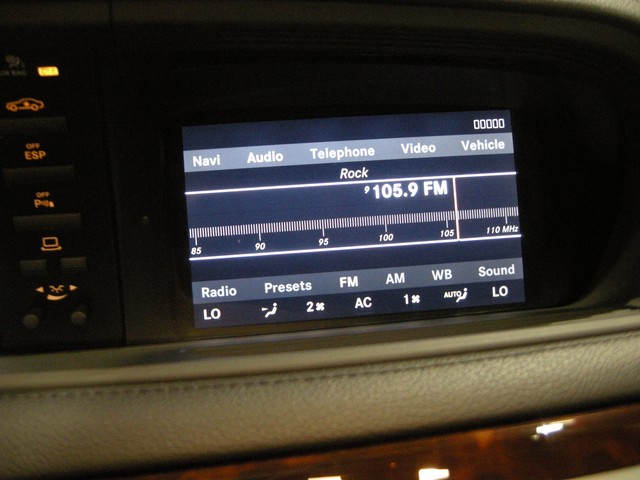 00000
Navi Audio Telephone Video Vehicle
Rock
9 105.9 FM
85 90 95 100 105 110 MHz
Radio Presets FM AM WB Sound
LO 2 AC 1 AUTO LO
OFF
ESP
OFF
P